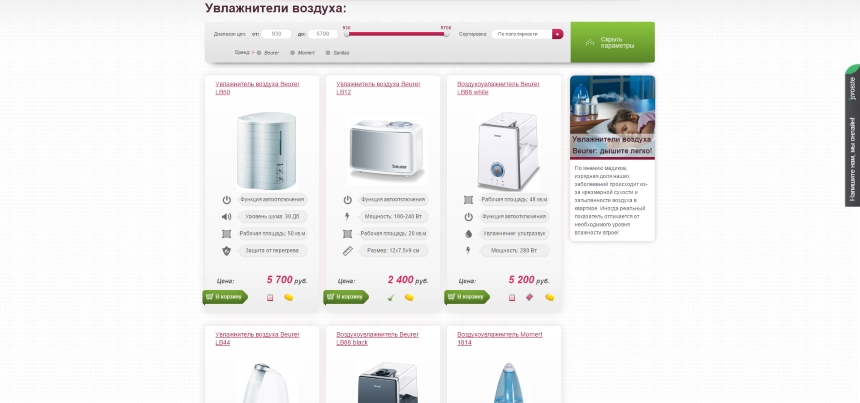 Увлажнители воздуха:
Диапазон цен: от: 930 до: 5700
930 5700
Сортировка По популярности
Скрыть
параметры
Бренд: Beurer Momert Sanitas
Увлажнитель воздуха Beurer
LB50
Функция автоотключения
Уровень шума: 30 Дб
Рабочая площадь: 50 кв.м
Защита от перегрева
Цена: 5 700 руб.
В корзину
Увлажнитель воздуха Beurer
LB12
beurer
Функция автоотключения
Мощность: 100-240 Вт
Рабочая площадь: 20 кв.м
Размер: 12x7,5x9 см
Цена: 2 400 руб.
В корзину
Воздухоувлажнитель Beurer
LB88 white
Рабочая площадь: 48 кв.м
Функция автоотключения
Увлажнение: ультразвук
Мощность: 280 Вт
Цена: 5 200 руб.
В корзину
Увлажнители воздуха
Beurer: дышите легко!
По мнению медиков,
изрядная доля наших
заболеваний происходит из-
за чрезмерной сухости и
запыленности воздуха в
квартире. Иногда реальный
показатель отличается от
необходимого уровня
влажности втрое!
Напишите нам, мы онлайн!
jivosite
Увлажнитель воздуха Beurer
LB44
Воздухоувлажнитель Beurer
LB88 black
Воздухоувлажнитель Momert
1814